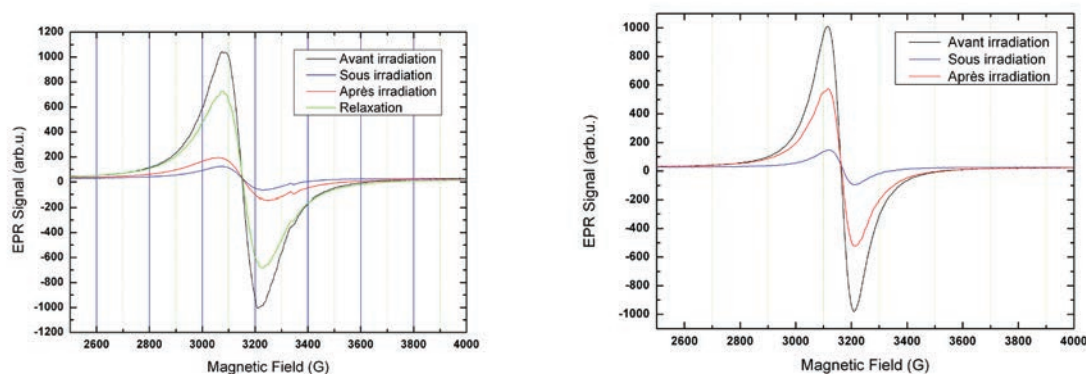 1200
1000
800
600
400
200
0
-200
-400
-600
-800
-1000
-1200
EPR Signal (arb.u.)
Avant irradiation
Sous irradiation
Après irradiation
Relaxation
2600 2800 3000 3200 3400 3600 3800 4000
Magnetic Field (G)
1000
800
600
400
200
0
-200
-400
-600
-800
-1000
EPR Signal (arb.u.)
Avant irradiation
Sous irradiation
Après irradiation
2600 2800 3000 3200 3400 3600 3800 4000
Magnetic Field (G)